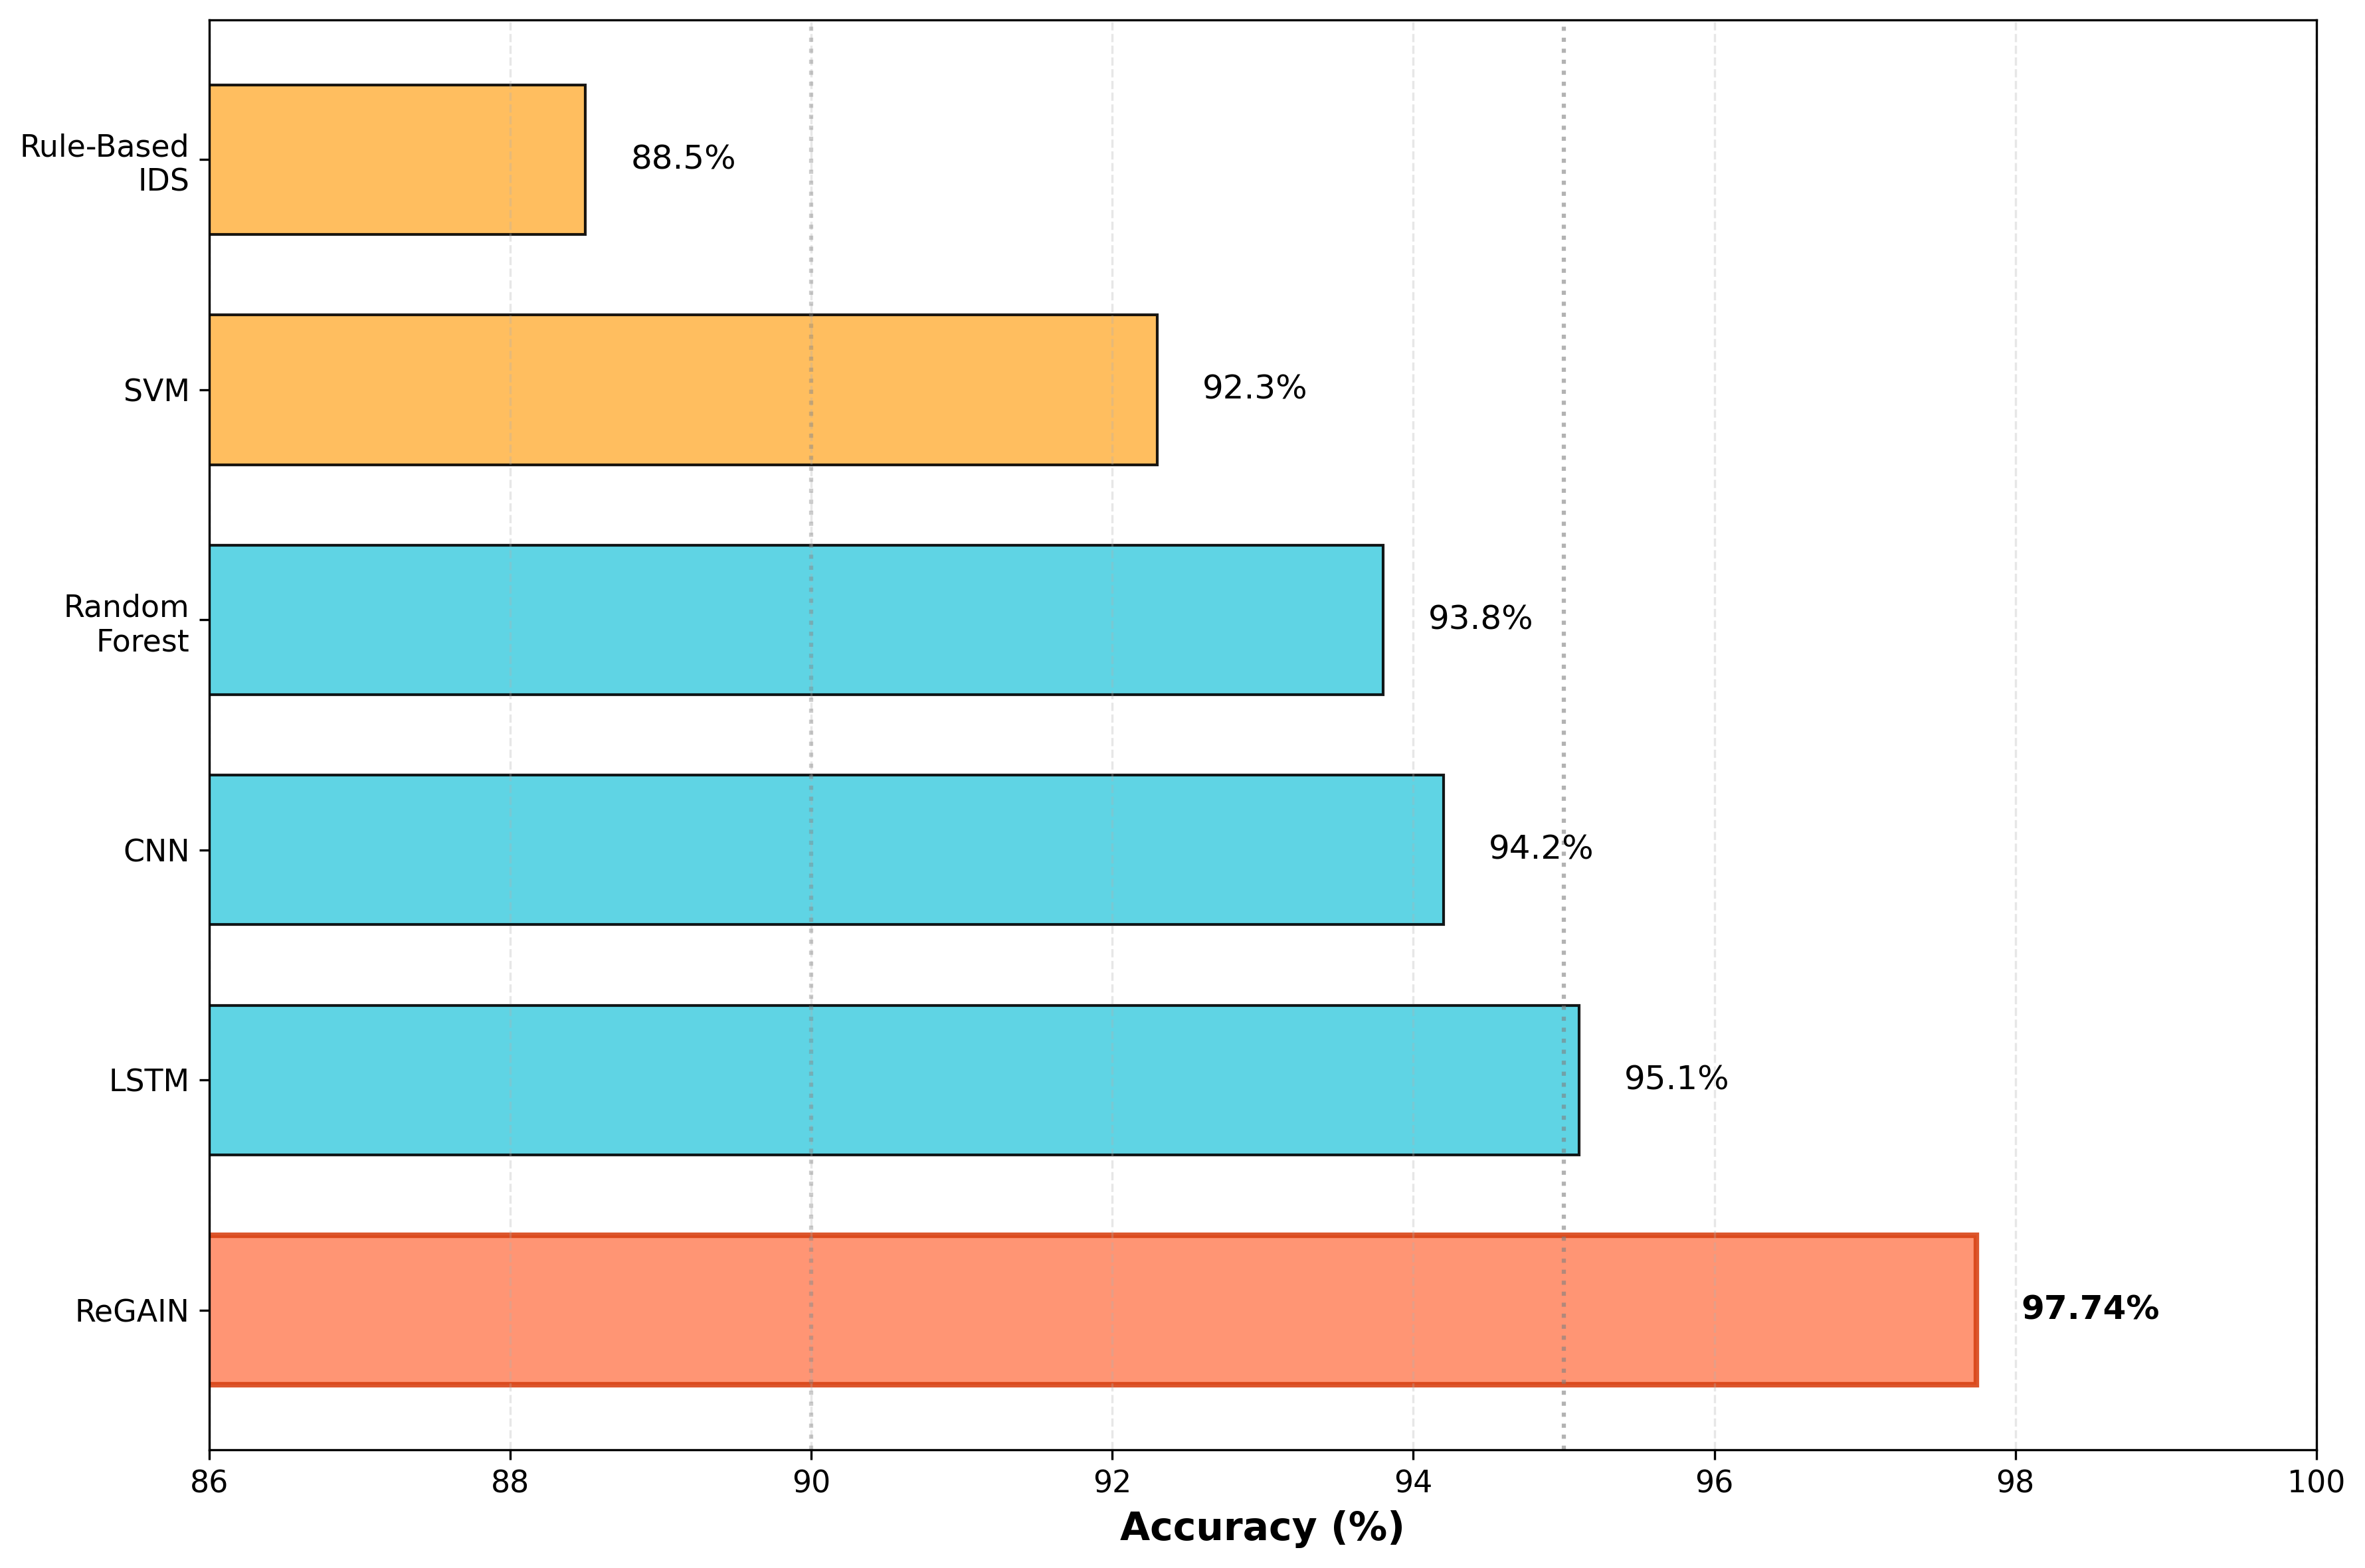 Rule-Based
IDS
88.5%
SVM
92.3%
Random
Forest
93.8%
CNN
94.2%
LSTM
95.1%
ReGAIN
97.74%
86 88 90 92 94 96 98 100
Accuracy (%)